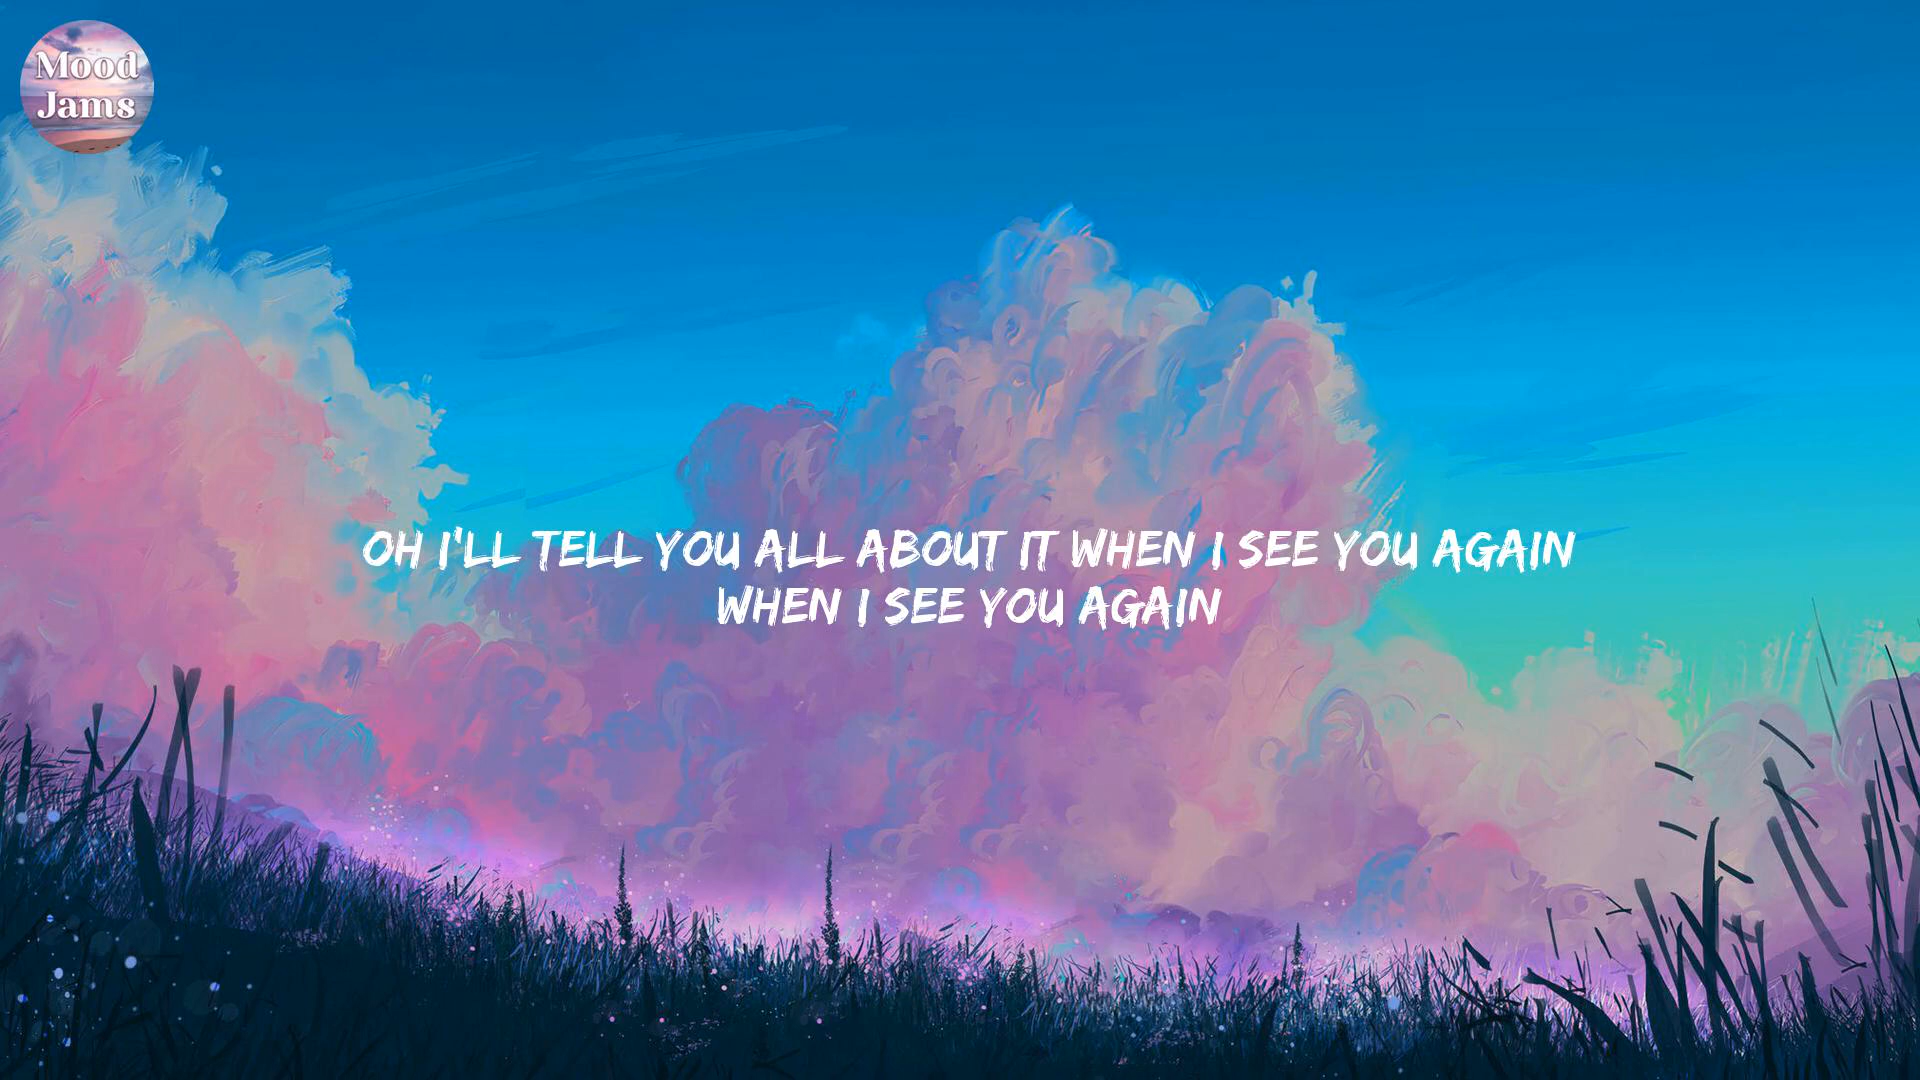 Mood
Jams
OH I'LL TELL YOU ALL ABOUT IT WHEN I SEE YOU AGAIN
WHEN I SEE YOU AGAIN